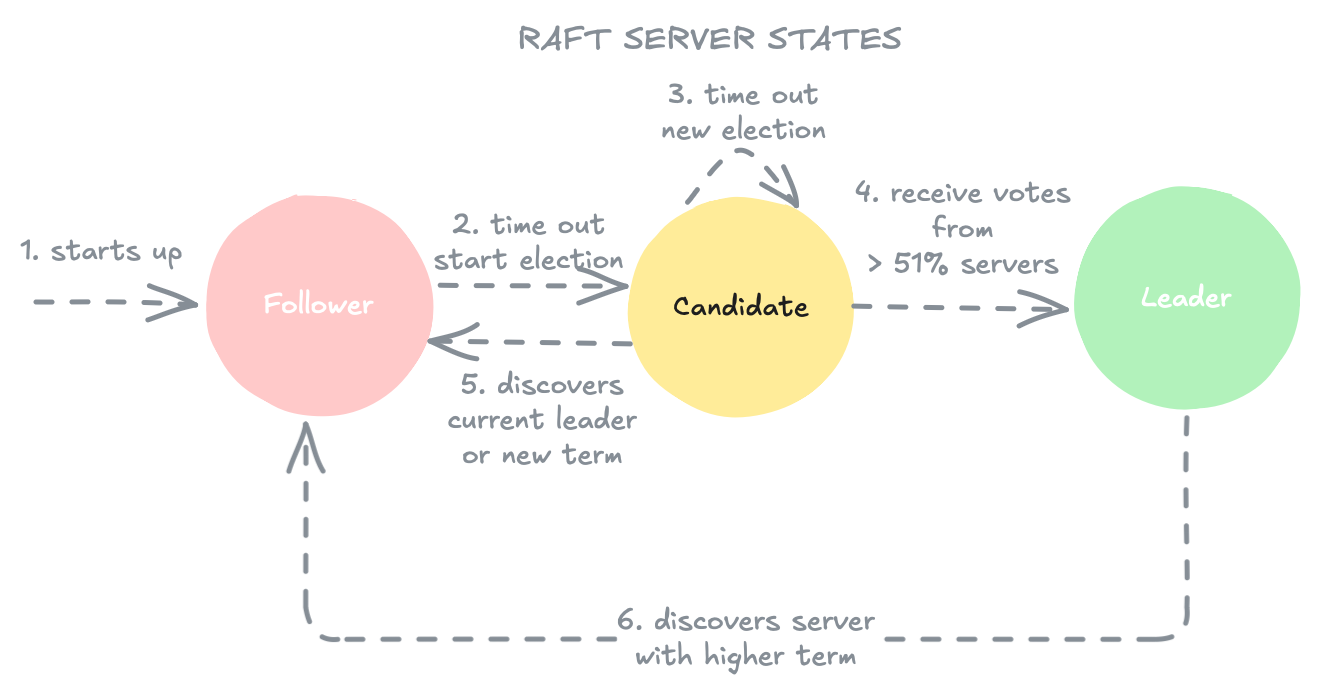 RAFT SERVER STATES
3. time out
new election
1. starts up
2. time out
start election
4. receive votes
from
> 51% servers
Follower
Candidate
Leader
5. discovers
current leader
or new term
6. discovers server
with higher term